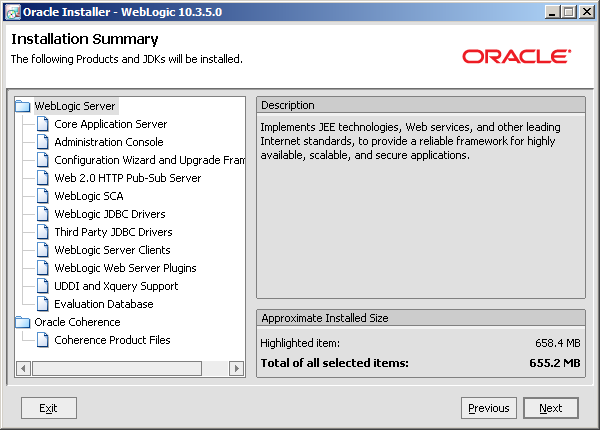 Oracle Installer - WebLogic 10.3.5.0
Installation Summary
The following Products and JDKs will be installed.
ORACLE®
WebLogic Server
Core Application Server
Administration Console
Configuration Wizard and Upgrade Fram
Web 2.0 HTTP Pub-Sub Server
WebLogic SCA
WebLogic JDBC Drivers
Third Party JDBC Drivers
WebLogic Server Clients
WebLogic Web Server Plugins
UDDI and Xquery Support
Evaluation Database
Oracle Coherence
Coherence Product Files
Description
Implements JEE technologies, Web services, and other leading
Internet standards, to provide a reliable framework for highly
available, scalable, and secure applications.
Approximate Installed Size
Highlighted item: 658.4 MB
Total of all selected items: 655.2 MB
Exit
Previous
Next